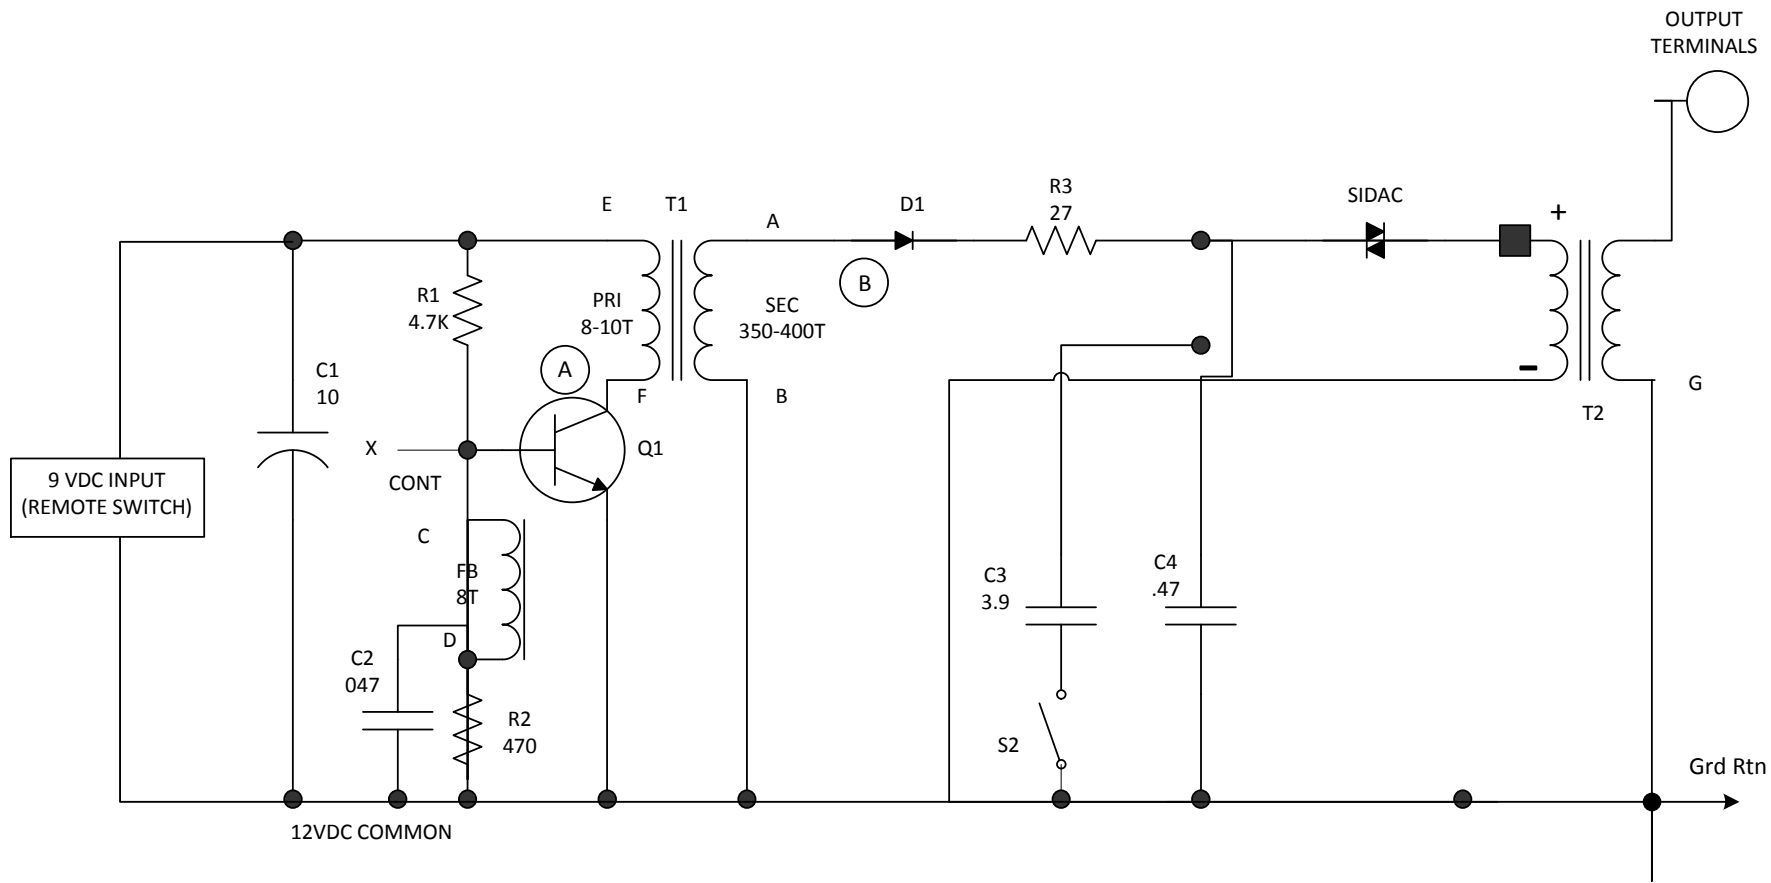 OUTPUT
TERMINALS
R3
27
SIDAC
E
T1
A
D1
+
B
R1
4.7K
PRI
8-10T
SEC
350-400T
C1
10
A
F
B
-
G
T2
X
CONT
Q1
9 VDC INPUT
(REMOTE SWITCH)
C
FB
8T
C3
3.9
C4
.47
D
C2
047
R2
470
S2
Grd Rtn
12VDC COMMON